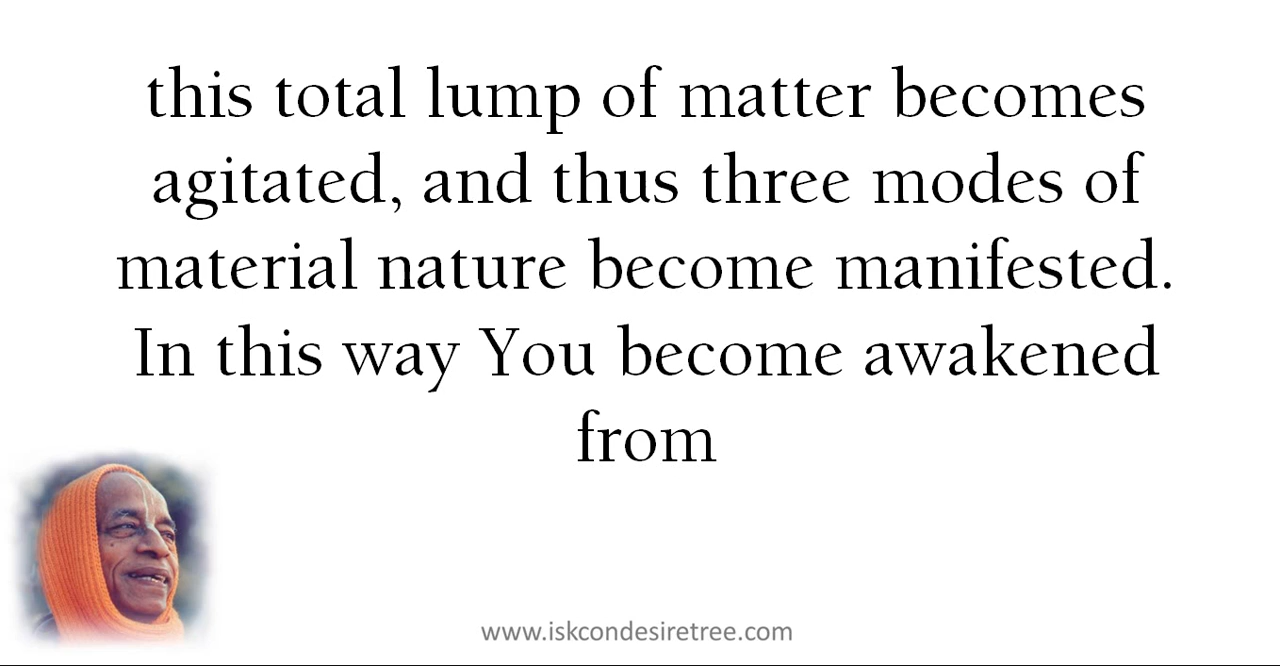 this total lump of matter becomes
agitated, and thus three modes of
material nature become manifested.
In this way You become awakened
from
www.iskcondesiretree.com